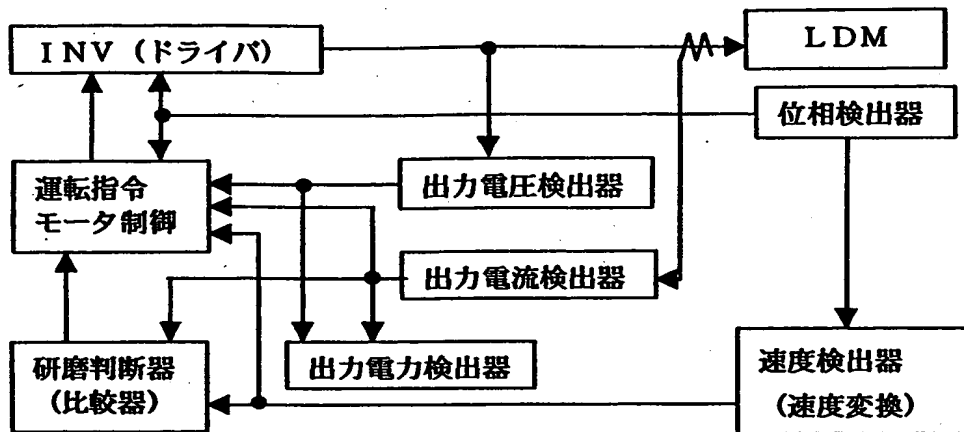 INV（ドライバ）
LDM
位相検出器
運転指令
モータ制御
出力電圧検出器
出力電流検出器
研磨判断器
（比較器）
出力電力検出器
速度検出器
（速度変換）